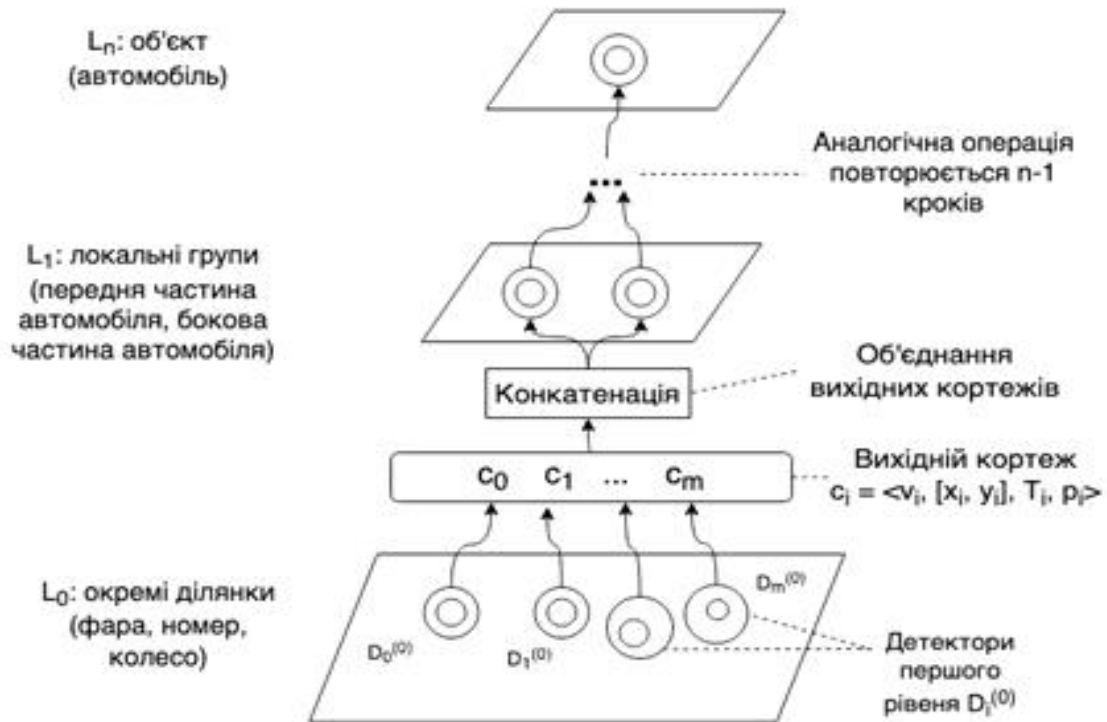 Lₙ: об'єкт
(автомобіль)
Аналогічна операція
повторюється n-1
кроків
L₁: локальні групи
(передня частина
автомобіля, бокова
частина автомобіля)
Об'єднання
вихідних кортежів
Конкатенація
c₀ c₁ ... cₘ
Вихідній кортеж
cᵢ = <vᵢ, [xᵢ, yᵢ], Tᵢ, pᵢ>
L₀: окремі ділянки
(фара, номер,
колесо)
D₀⁽⁰⁾
D₁⁽⁰⁾
Dₘ⁽⁰⁾
Детектори
першого
рівеня Dᵢ⁽⁰⁾